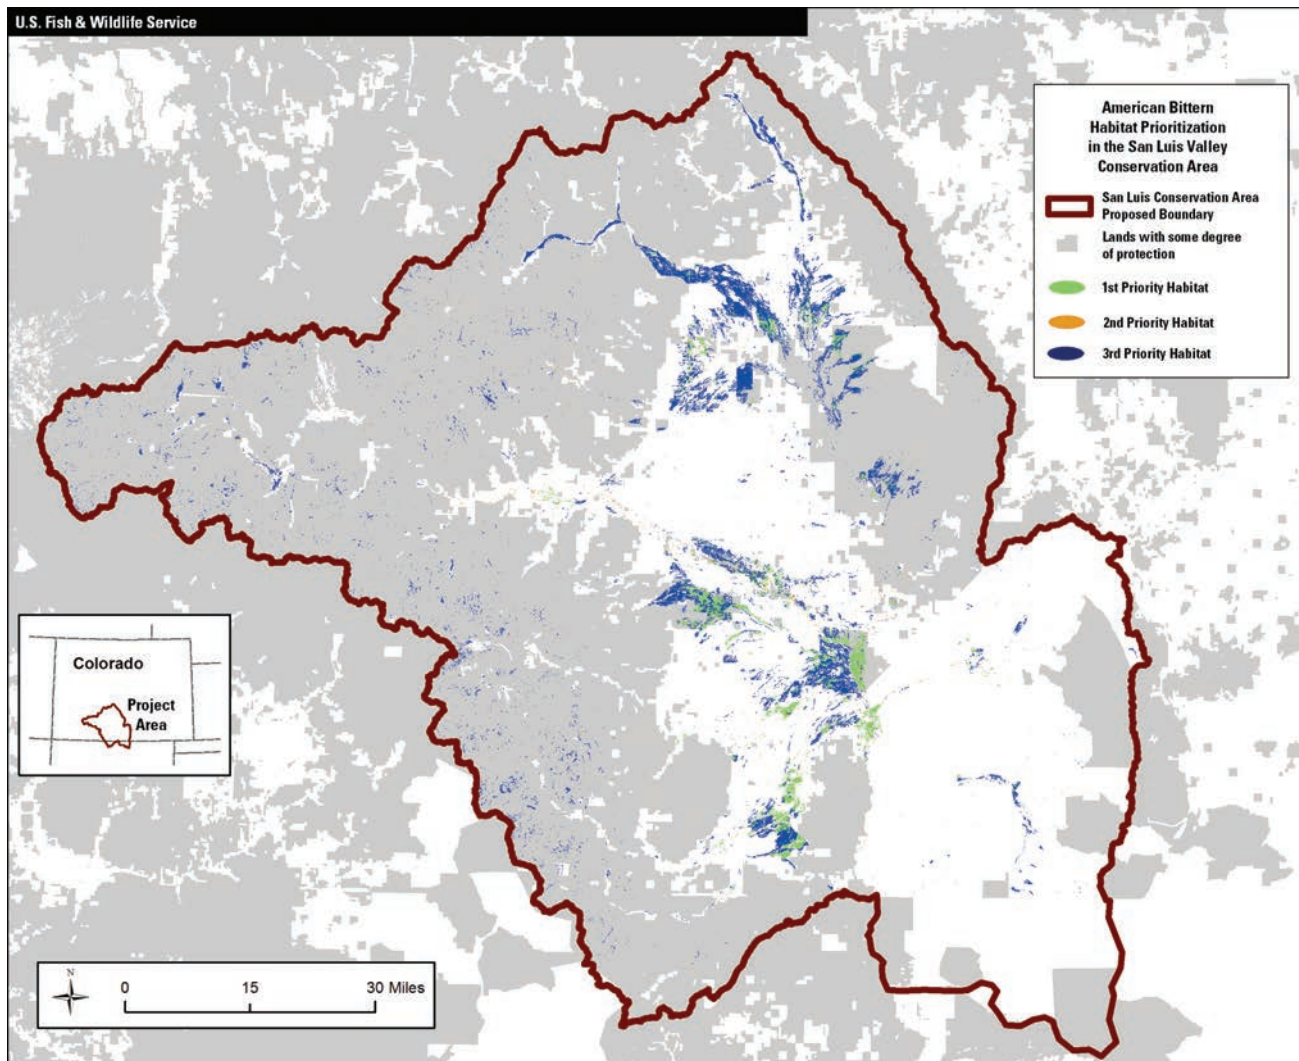 U.S. Fish & Wildlife Service
American Bittern
Habitat Prioritization
in the San Luis Valley
Conservation Area
San Luis Conservation Area
Proposed Boundary
Lands with some degree
of protection
1st Priority Habitat
2nd Priority Habitat
3rd Priority Habitat
Colorado
Project
Area
N
0 15 30 Miles